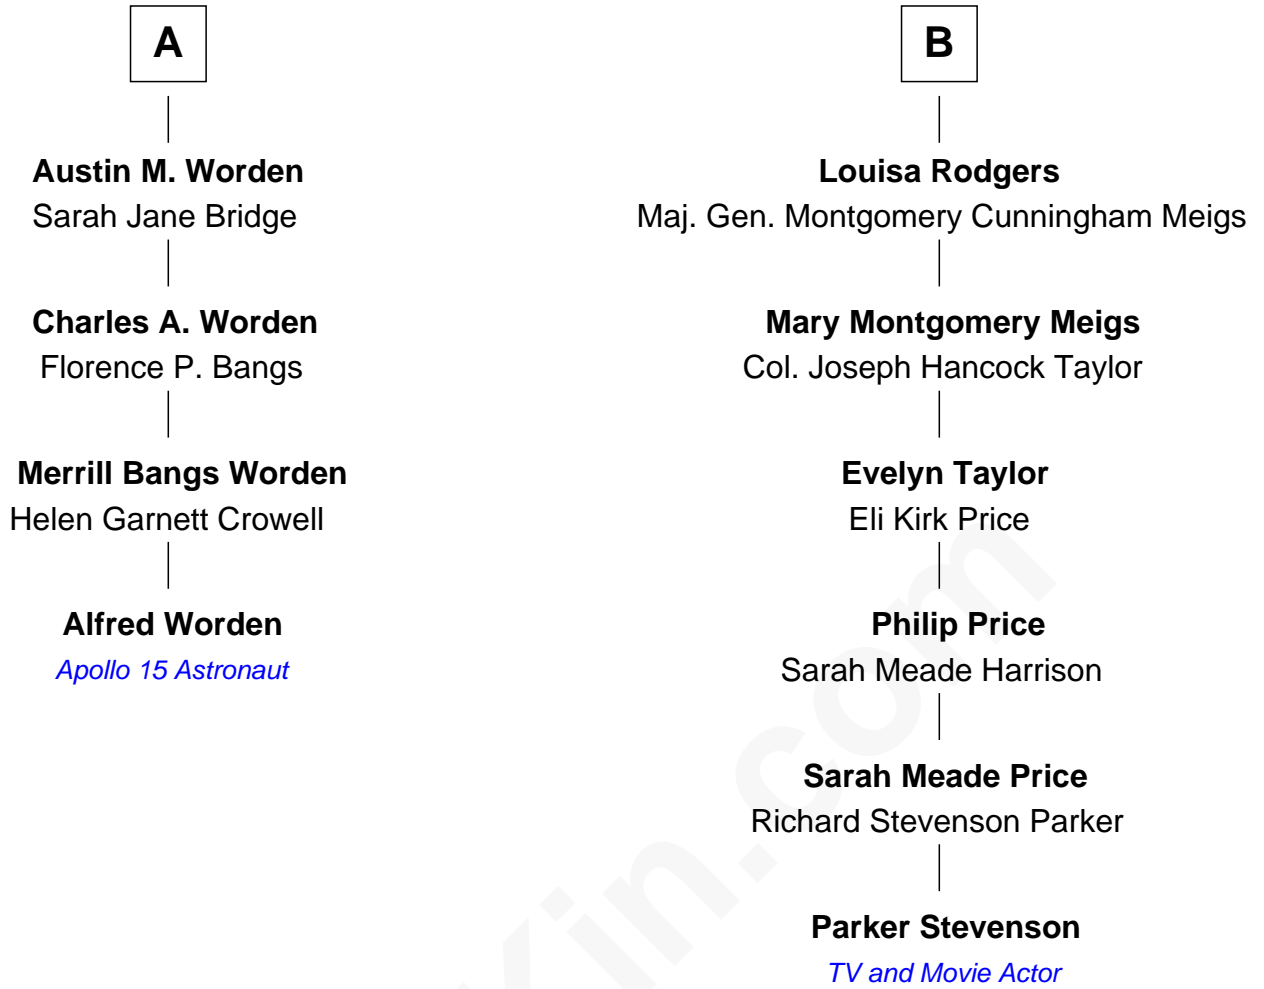 A
Austin M. Worden
Sarah Jane Bridge
Charles A. Worden
Florence P. Bangs
Merrill Bangs Worden
Helen Garnett Crowell
Alfred Worden
Apollo 15 Astronaut
B
Louisa Rodgers
Maj. Gen. Montgomery Cunningham Meigs
Mary Montgomery Meigs
Col. Joseph Hancock Taylor
Evelyn Taylor
Eli Kirk Price
Philip Price
Sarah Meade Harrison
Sarah Meade Price
Richard Stevenson Parker
Parker Stevenson
TV and Movie Actor
Kin.com